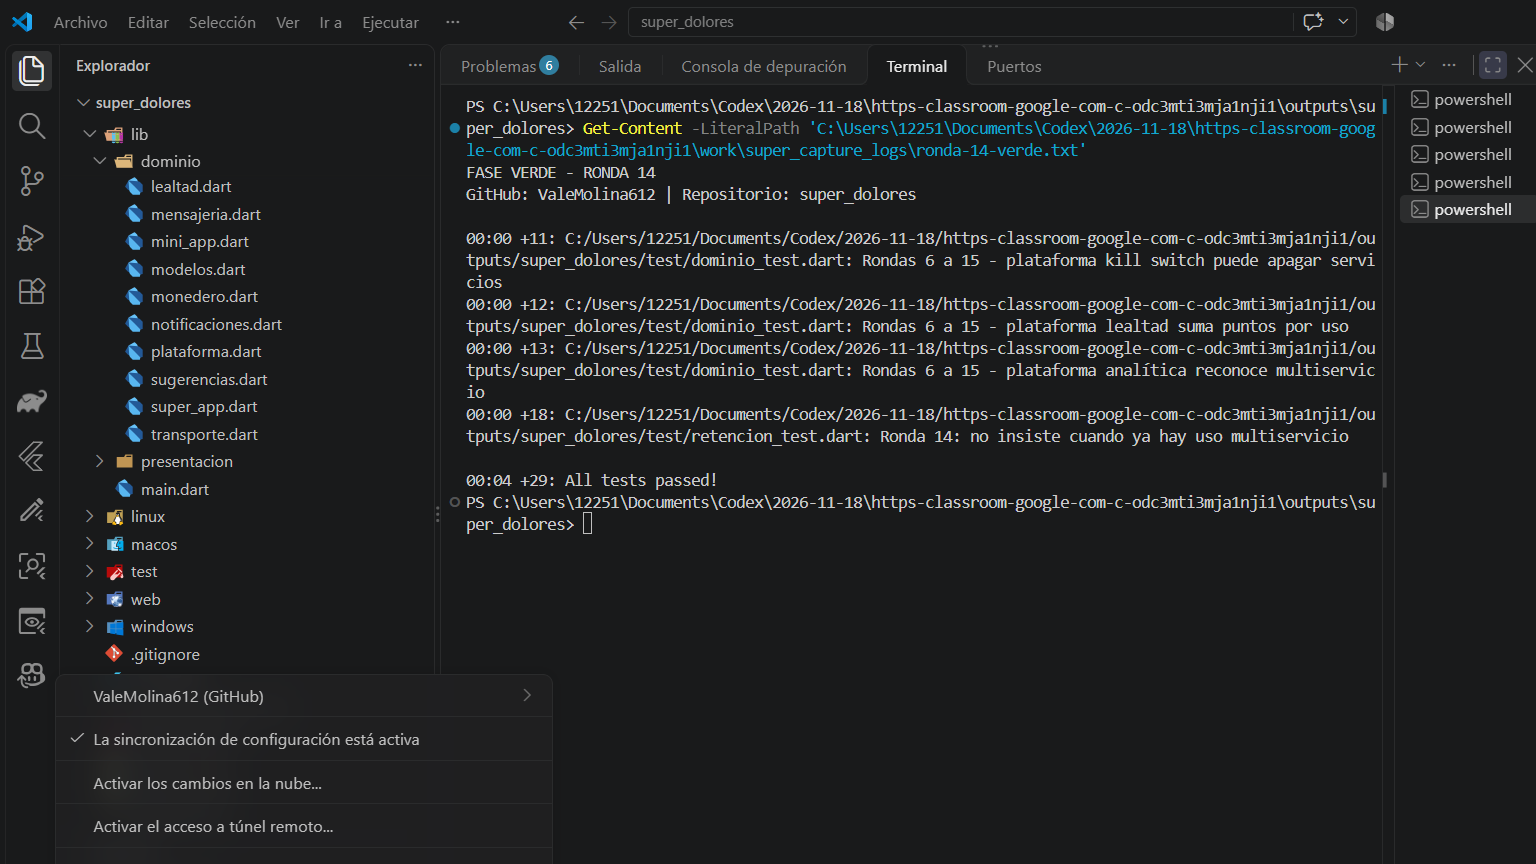 Archivo Editar Selección Ver Ir a Ejecutar ···
super_dolores
Explorador ···
super_dolores
lib
dominio
lealtad.dart
mensajeria.dart
mini_app.dart
modelos.dart
monedero.dart
notificaciones.dart
plataforma.dart
sugerencias.dart
super_app.dart
transporte.dart
presentacion
main.dart
linux
macos
test
web
windows
.gitignore
ValeMolina612 (GitHub)
La sincronización de configuración está activa
Activar los cambios en la nube...
Activar el acceso a túnel remoto...
Problemas 6 Salida Consola de depuración Terminal Puertos
PS C:\Users\12251\Documents\Codex\2026-11-18\https-classroom-google-com-c-odc3mti3mja1nji1\outputs\su
per_dolores> Get-Content -LiteralPath 'C:\Users\12251\Documents\Codex\2026-11-18\https-classroom-goog
le-com-c-odc3mti3mja1nji1\work\super_capture_logs\ronda-14-verde.txt'
FASE VERDE - RONDA 14
GitHub: ValeMolina612 | Repositorio: super_dolores
00:00 +11: C:/Users/12251/Documents/Codex/2026-11-18/https-classroom-google-com-c-odc3mti3mja1nji1/ou
tputs/super_dolores/test/dominio_test.dart: Rondas 6 a 15 - plataforma kill switch puede apagar servi
cios
00:00 +12: C:/Users/12251/Documents/Codex/2026-11-18/https-classroom-google-com-c-odc3mti3mja1nji1/ou
tputs/super_dolores/test/dominio_test.dart: Rondas 6 a 15 - plataforma lealtad suma puntos por uso
00:00 +13: C:/Users/12251/Documents/Codex/2026-11-18/https-classroom-google-com-c-odc3mti3mja1nji1/ou
tputs/super_dolores/test/dominio_test.dart: Rondas 6 a 15 - plataforma analítica reconoce multiservic
io
00:00 +18: C:/Users/12251/Documents/Codex/2026-11-18/https-classroom-google-com-c-odc3mti3mja1nji1/ou
tputs/super_dolores/test/retencion_test.dart: Ronda 14: no insiste cuando ya hay uso multiservicio
00:04 +29: All tests passed!
PS C:\Users\12251\Documents\Codex\2026-11-18\https-classroom-google-com-c-odc3mti3mja1nji1\outputs\su
per_dolores>
powershell
powershell
powershell
powershell
powershell